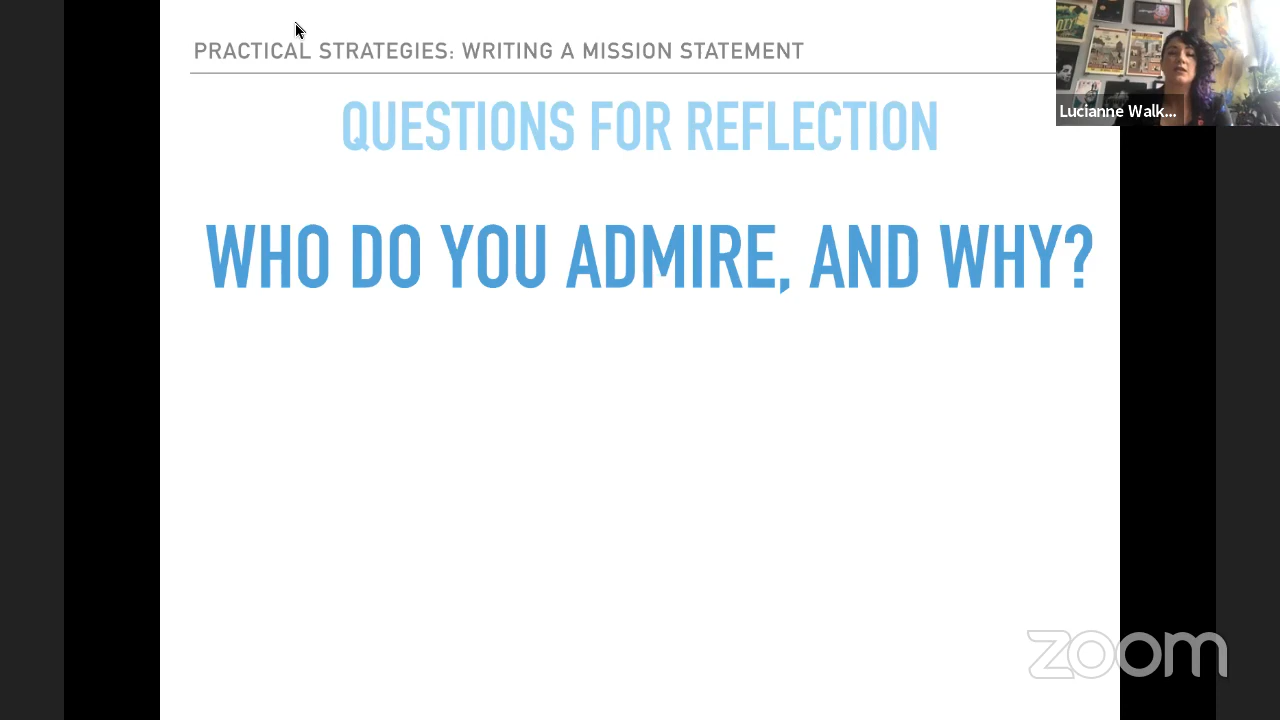 PRACTICAL STRATEGIES: WRITING A MISSION STATEMENT
Lucianne Walk...
QUESTIONS FOR REFLECTION
WHO DO YOU ADMIRE, AND WHY?
zoom